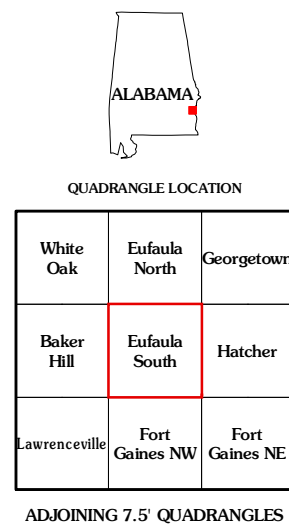 ALABAMA
QUADRANGLE LOCATION
White
Oak
Eufaula
North
Georgetown
Baker
Hill
Eufaula
South
Hatcher
Lawrenceville
Fort
Gaines NW
Fort
Gaines NE
ADJOINING 7.5' QUADRANGLES